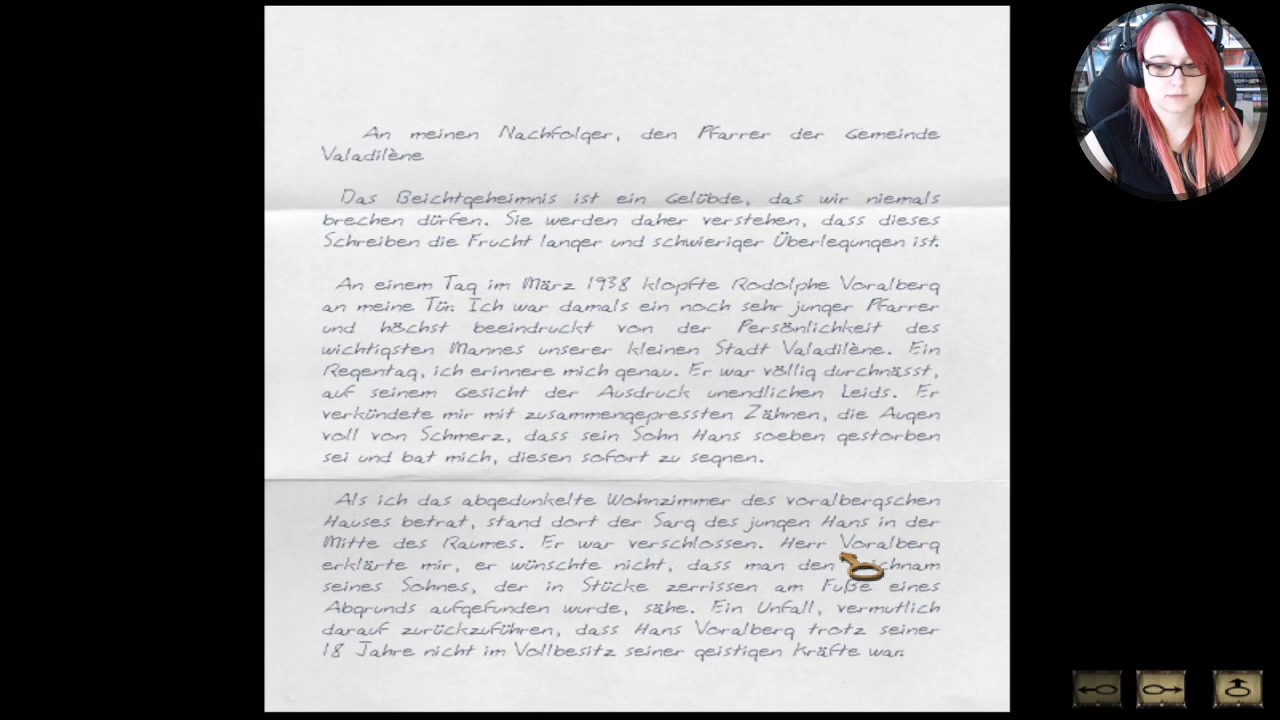 An meinen Nachfolger, den Pfarrer der Gemeinde
Valadilène
Das Beichtgeheimnis ist ein Gelübde, das wir niemals
brechen dürfen. Sie werden daher verstehen, dass dieses
Schreiben die Frucht langer und schwieriger Überlegungen ist.
An einem Tag im März 1938 klopfte Rodolphe Voralberg
an meine Tür. Ich war damals ein noch sehr junger Pfarrer
und höchst beeindruckt von der Persönlichkeit des
wichtigsten Mannes unserer kleinen Stadt Valadilène. Ein
Regentag, ich erinnere mich genau. Er war völlig durchnässt,
auf seinem Gesicht der Ausdruck unendlichen Leids. Er
verkündete mir mit zusammengepressten Zähnen, die Augen
voll von Schmerz, dass sein Sohn Hans soeben gestorben
sei und bat mich, diesen sofort zu segnen.
Als ich das abgedunkelte Wohnzimmer des voralbergschen
Hauses betrat, stand dort der Sarg des jungen Hans in der
Mitte des Raumes. Er war verschlossen. Herr Voralberg
erklärte mir, er wünschte nicht, dass man den
seines Sohnes, der in Stücke zerrissen am Fuße eines
Abgrunds aufgefunden wurde, sähe. Ein Unfall, vermutlich
darauf zurückzuführen, dass Hans Voralberg trotz seiner
18 Jahre nicht im Vollbesitz seiner geistigen Kräfte war.